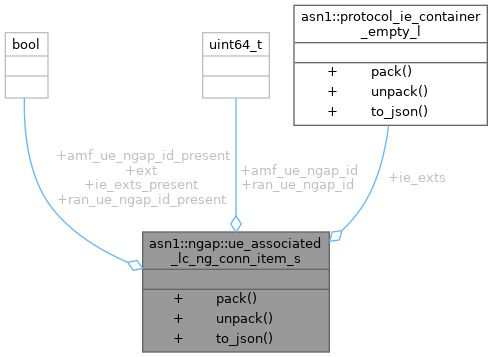 asn1::protocol_ie_container
_empty_l
bool
uint64_t
+ pack()
+ unpack()
+ to_json()
+amf_ue_ngap_id_present
+ext
+ie_exts_present
+ran_ue_ngap_id_present
+amf_ue_ngap_id
+ran_ue_ngap_id
+ie_exts
asn1::ngap::ue_associated
_lc_ng_conn_item_s
+ pack()
+ unpack()
+ to_json()